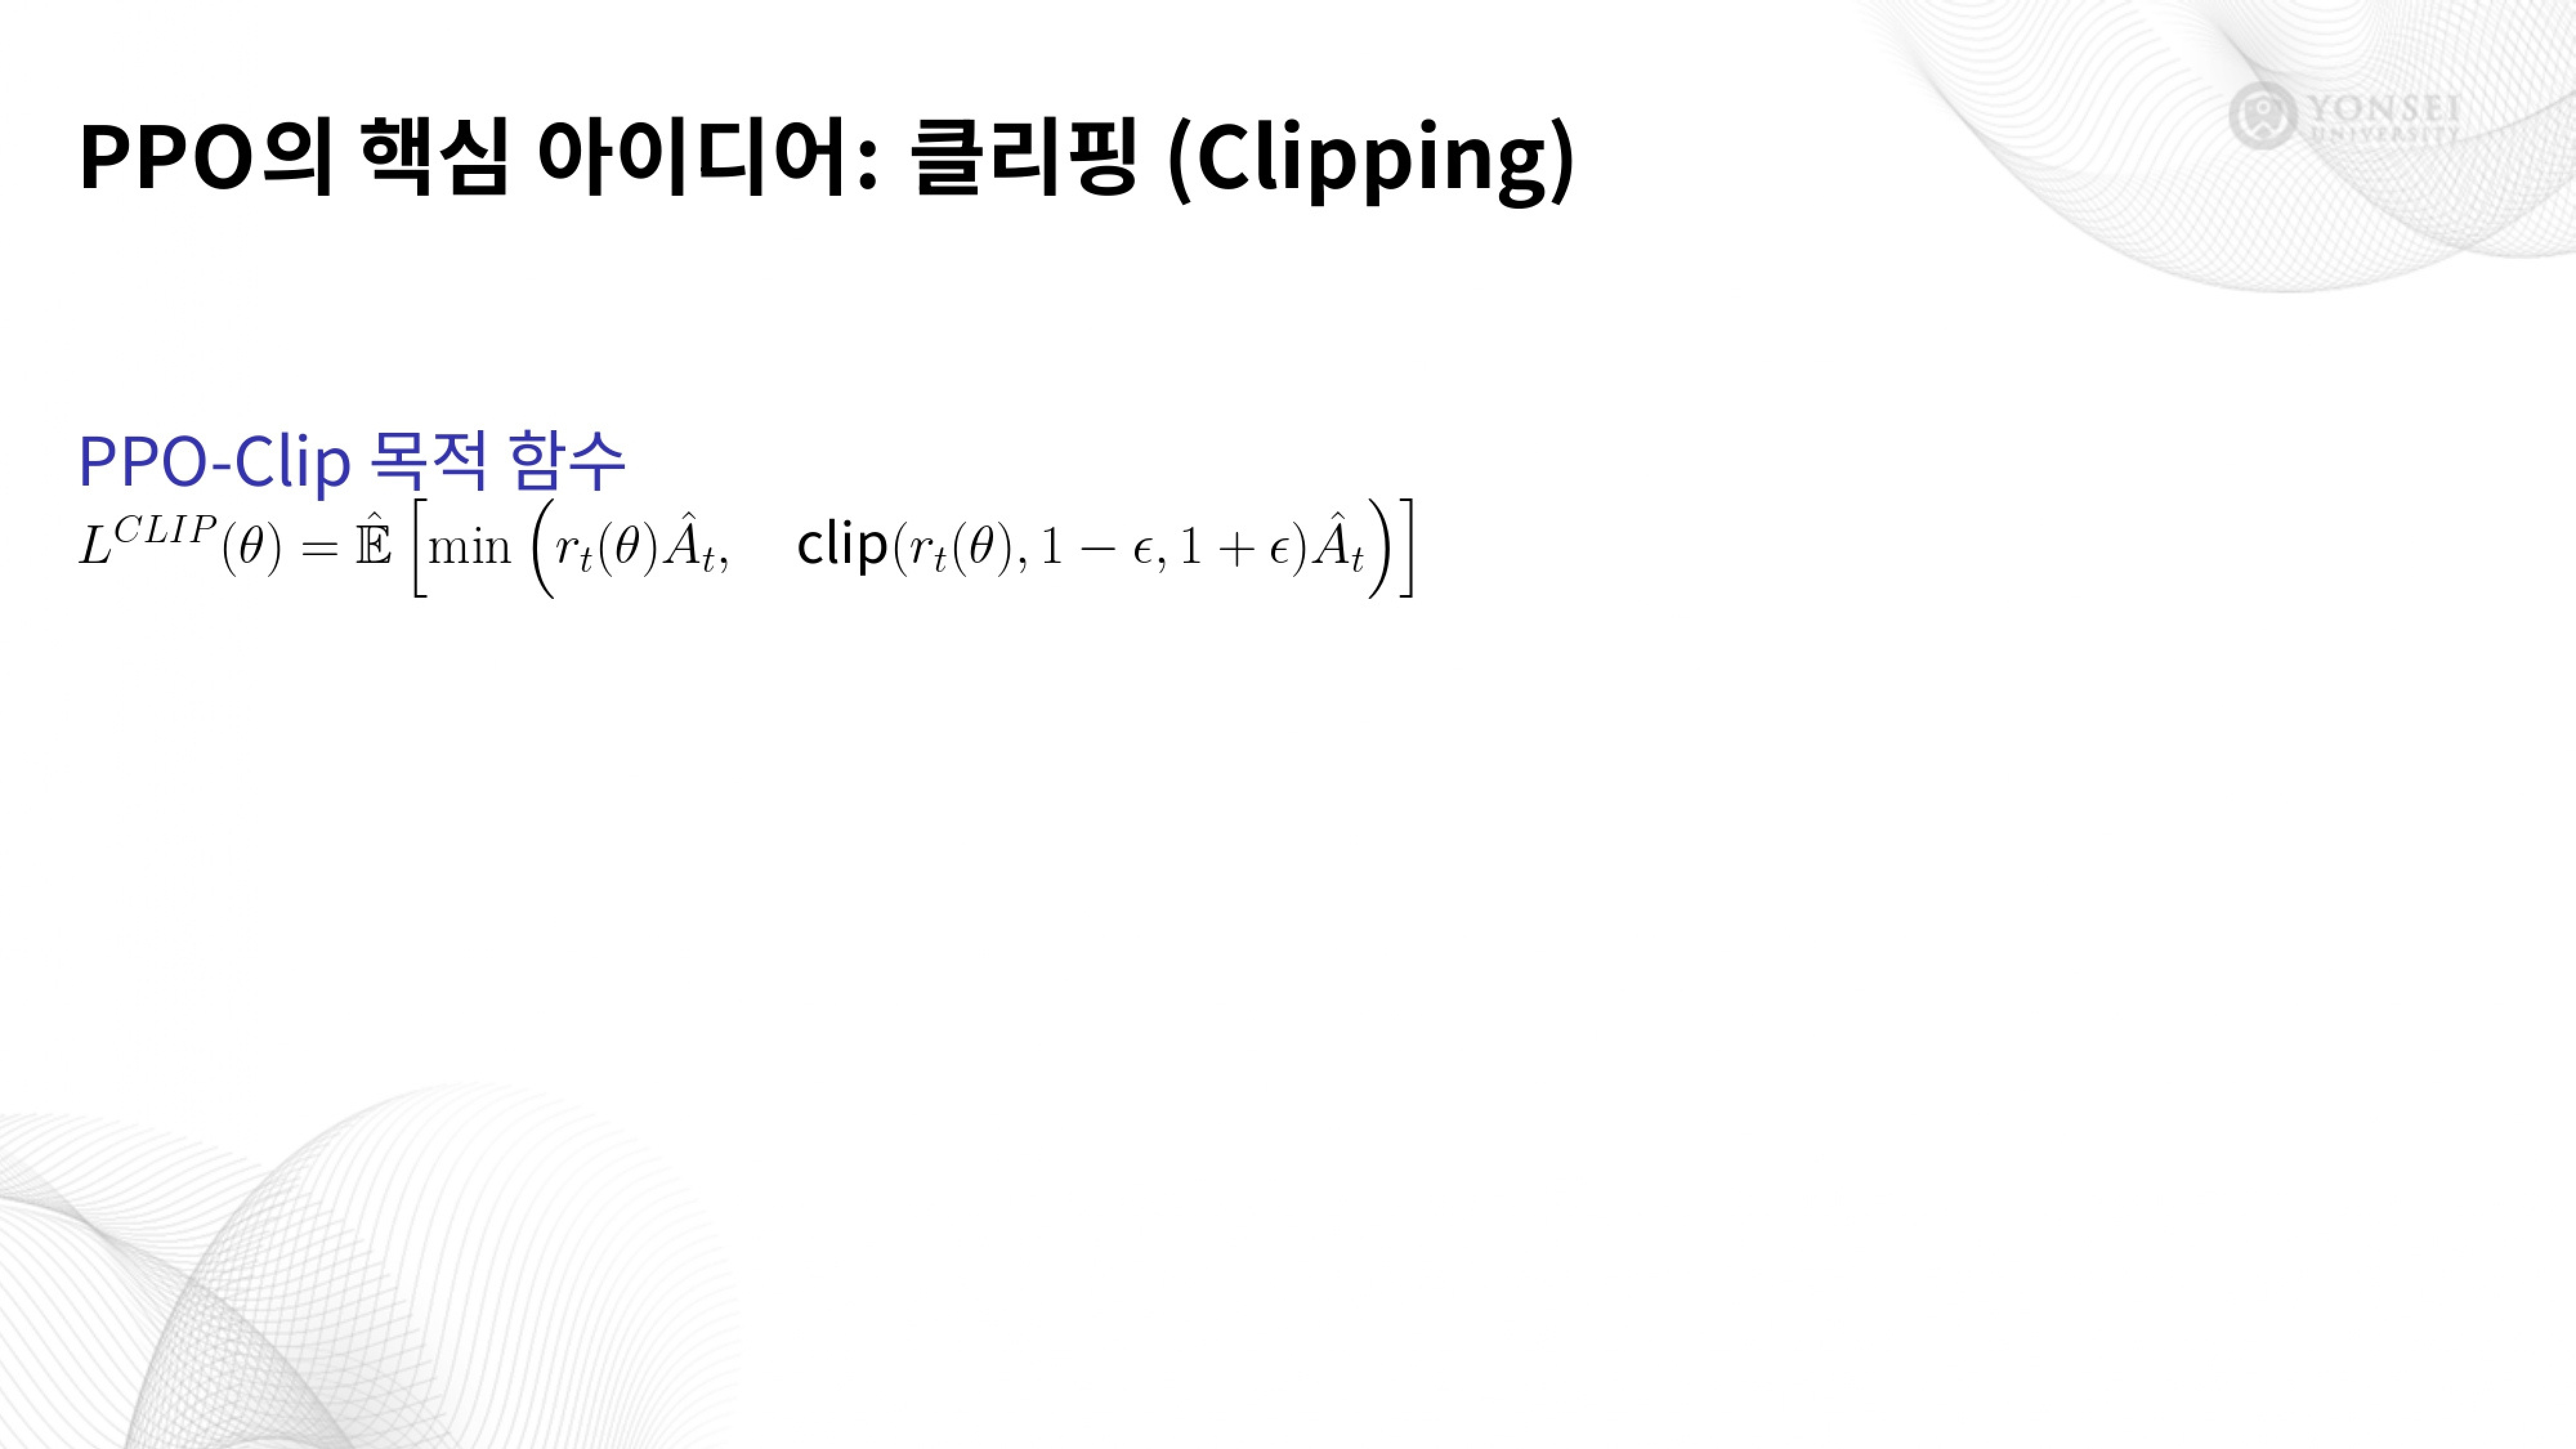 PPO의 핵심 아이디어: 클리핑 (Clipping)
YONSEI
UNIVERSITY
PPO-Clip 목적 함수
$L^{CLIP}(\theta) = \hat{\mathbb{E}} \left[ \min \left( r_t(\theta) \hat{A}_t, \quad \text{clip}(r_t(\theta), 1 - \epsilon, 1 + \epsilon) \hat{A}_t \right) \right]$